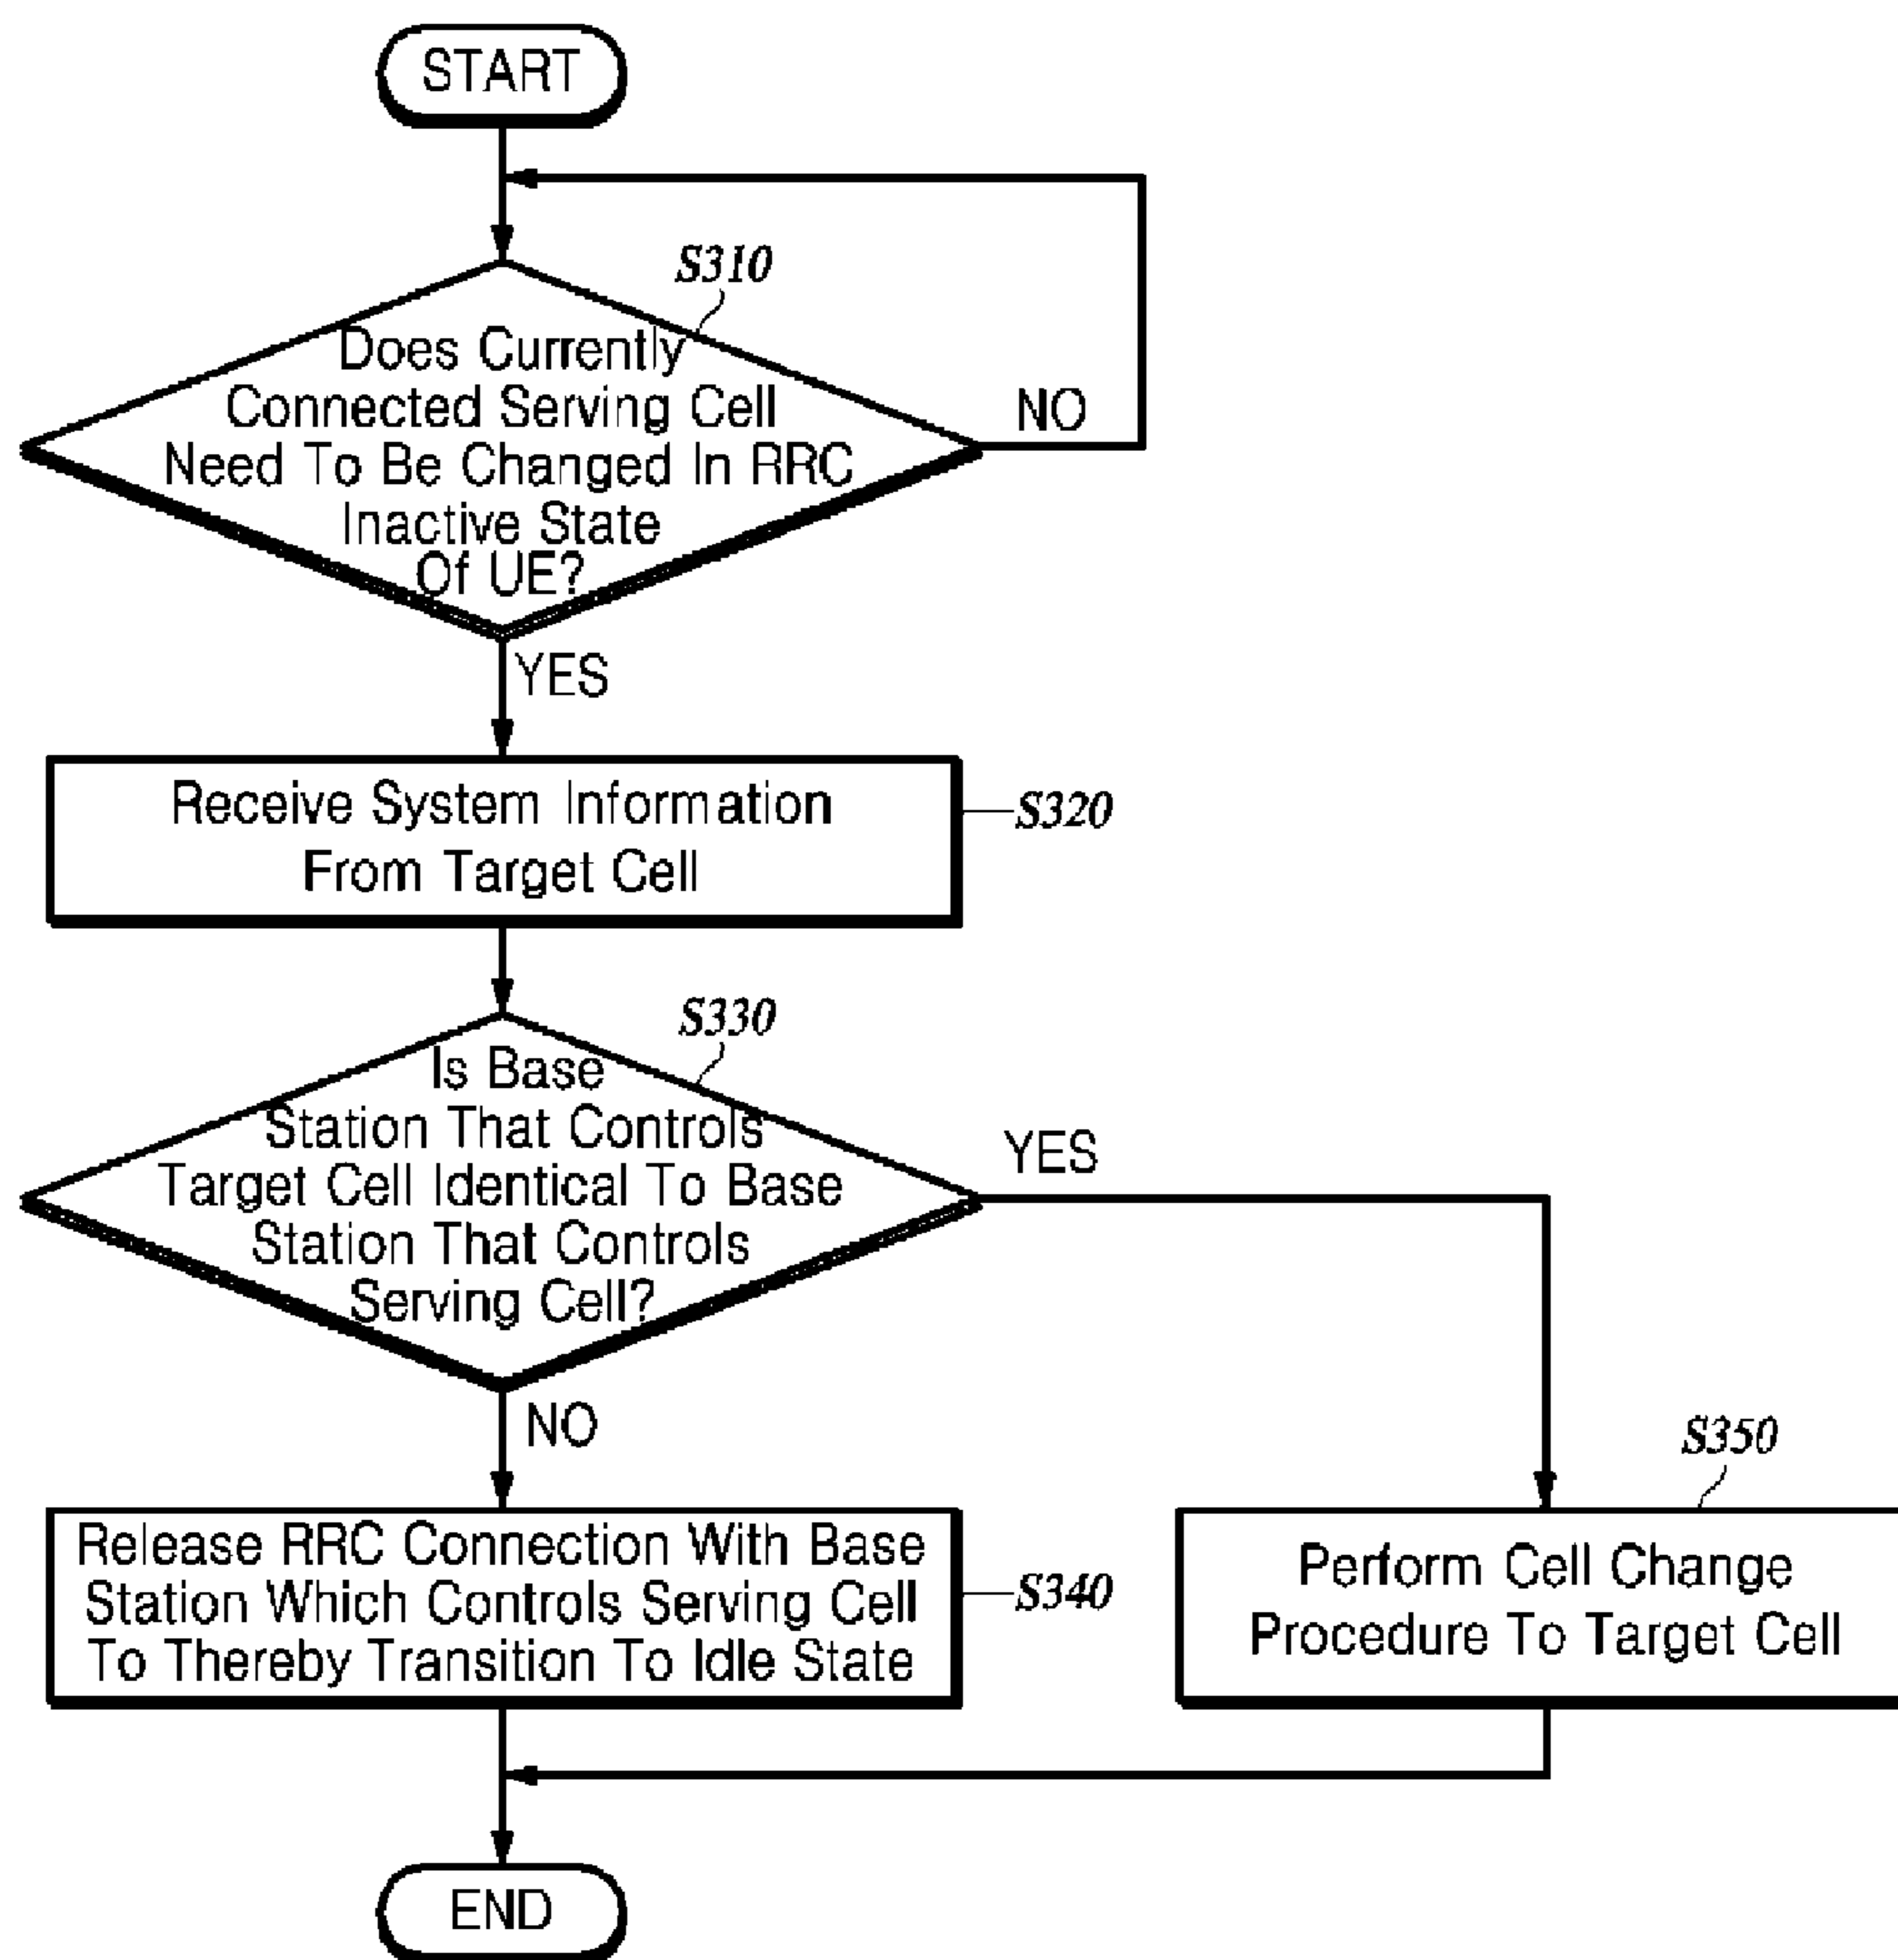 START
S310
Does Currently
Connected Serving Cell
Need To Be Changed In RRC
Inactive State
Of UE?
NO
YES
Receive System Information
From Target Cell
S320
S330
Is Base
Station That Controls
Target Cell Identical To Base
Station That Controls
Serving Cell?
YES
NO
Release RRC Connection With Base
Station Which Controls Serving Cell
To Thereby Transition To Idle State
S340
S350
Perform Cell Change
Procedure To Target Cell
END